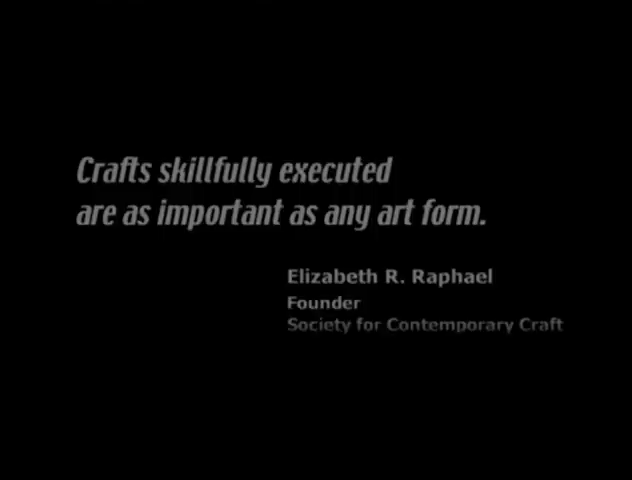 Crafts skillfully executed
are as important as any art form.
Elizabeth R. Raphael
Founder
Society for Contemporary Craft